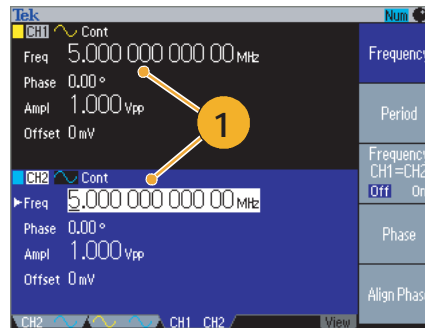 Tek
Num
CH1 Cont
Freq 5.000 000 000 00 MHz
Phase 0.00 °
Ampl 1.000 Vpp
Offset 0 mV
1
CH2 Cont
Freq 5.000 000 000 00 MHz
Phase 0.00 °
Ampl 1.000 Vpp
Offset 0 mV
CH2 CH1 CH2 View
Frequency
Period
Frequency
CH1=CH2
Off On
Phase
Align Phase